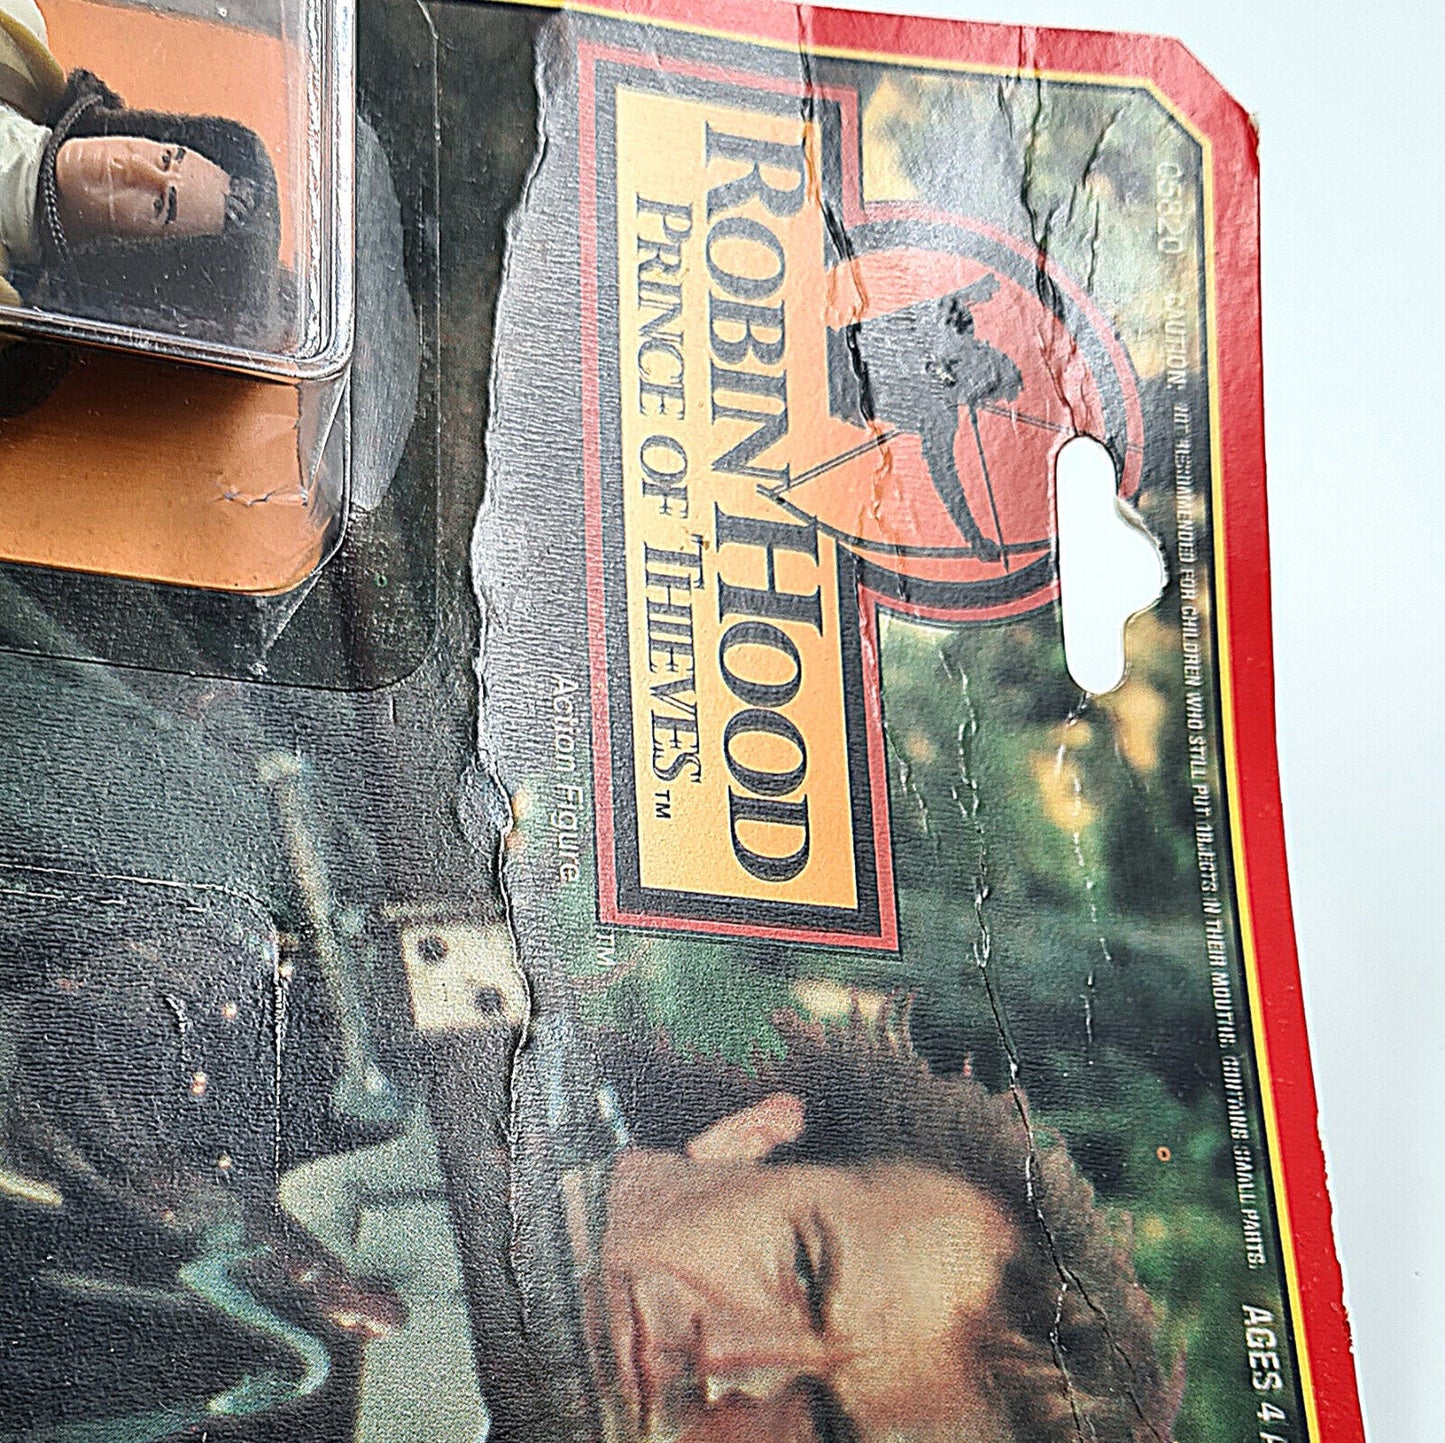 05820 CAUTION: NOT RECOMMENDED FOR CHILDREN WHO STILL PUT OBJECTS IN THEIR MOUTHS. CONTAINS SMALL PARTS. AGES 4
ROBIN HOOD
PRINCE OF THIEVES™
Action Figure
TM